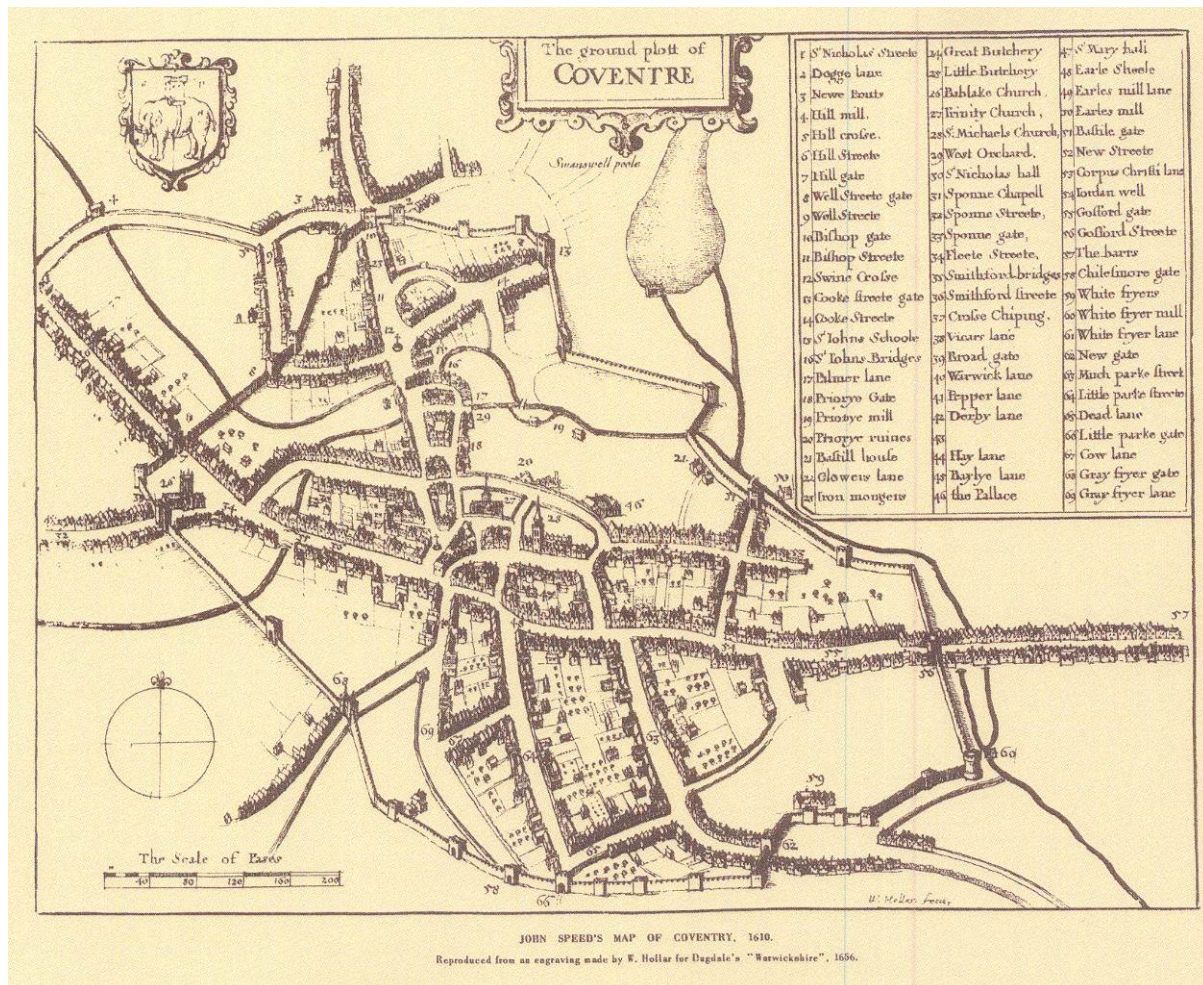 The ground plott of
COVENTRE
Swanswell poole
1 St Nicholas Streete
2 Dogge lane
3 Newe Bouts
4 Hill mill.
5 Hill crosse.
6 Hill Streete
7 Hill gate
8 Well Streete gate
9 Well Streete
10 Bishop gate
11 Bishop Streete
12 Swine Crosse
13 Cooke streete gate
14 Cooke Streete
15 St Iohns Schoole
16 St Iohns Bridges
17 Palmer lane
18 Priorye Gate
19 Priorye mill
20 Priorye ruines
21 Bastill house
22 Glowers lane
23 Iron mongers
24 Great Butchery
25 Little Butchery
26 Bablake Church.
27 Trinity Church,
28 St. Michaels Church,
29 West Orchard.
30 St Nicholas hall
31 Sponne Chapell
32 Sponne Streete,
33 Sponne gate,
34 Fleete Streete,
35 Smithford bridges
36 Smithford streete
37 Crosse Chiping.
38 Vicars lane
39 Broad gate
40 Warwick lane
41 Pepper lane
42 Derby lane
43
44 Hay lane
45 Baylye lane
46 the Pallace
47 St Mary hall
48 Earle Streete
49 Earles mill lane
50 Earles mill
51 Bastile gate
52 New Streete
53 Corpus Christi lane
54 Iordan well
55 Gosford gate
56 Gosford Streete
57 The barrs
58 Chilesmore gate
59 White fryers
60 White fryer mill
61 White fryer lane
62 New gate
63 Much parke street
64 Little parke streete
65 Dead lane
66 Little parke gate
67 Cow lane
68 Gray fryer gate
69 Gray fryer lane
The Scale of Pases
40 80 120 160 200
W. Hollar fecit,
JOHN SPEED'S MAP OF COVENTRY, 1610.
Reproduced from an engraving made by W. Hollar for Dugdale's "Warwickshire", 1656.